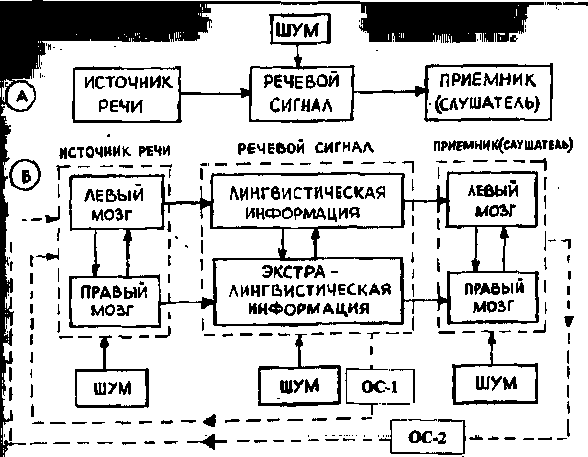 ШУМ
А
ИСТОЧНИК
РЕЧИ
РЕЧЕВОЙ
СИГНАЛ
ПРИЕМНИК
(СЛУШАТЕЛЬ)
Б
ИСТОЧНИК РЕЧИ
РЕЧЕВОЙ СИГНАЛ
ПРИЕМНИК(СЛУШАТЕЛЬ)
ЛЕВЫЙ
МОЗГ
ЛИНГВИСТИЧЕСКАЯ
ИНФОРМАЦИЯ
ЛЕВЫЙ
МОЗГ
ПРАВЫЙ
МОЗГ
ЭКСТРА-
ЛИНГВИСТИЧЕСКАЯ
ИНФОРМАЦИЯ
ПРАВЫЙ
МОЗГ
ШУМ
ШУМ
ОС-1
ШУМ
ОС-2